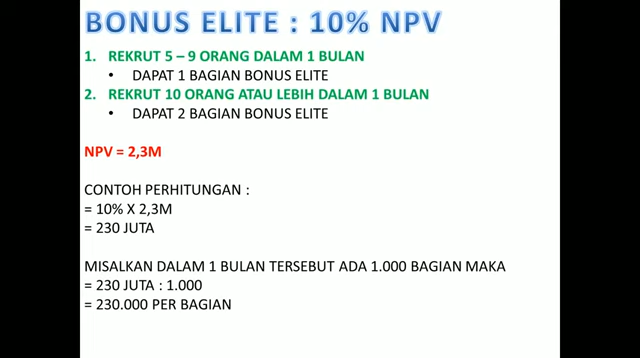 BONUS ELITE : 10% NPV
1. REKRUT 5 – 9 ORANG DALAM 1 BULAN
• DAPAT 1 BAGIAN BONUS ELITE
2. REKRUT 10 ORANG ATAU LEBIH DALAM 1 BULAN
• DAPAT 2 BAGIAN BONUS ELITE
NPV = 2,3M
CONTOH PERHITUNGAN :
= 10% X 2,3M
= 230 JUTA
MISALKAN DALAM 1 BULAN TERSEBUT ADA 1.000 BAGIAN MAKA
= 230 JUTA : 1.000
= 230.000 PER BAGIAN